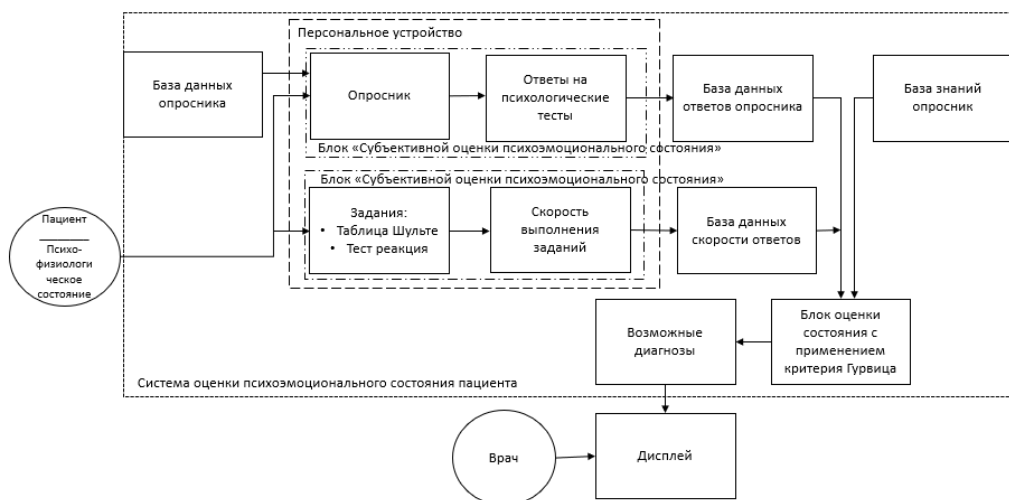 Персональное устройство
База данных
опросника
Опросник
Ответы на
психологические
тесты
База данных
ответов опросника
База знаний
опросник
Блок «Субъективной оценки психоэмоционального состояния»
Блок «Субъективной оценки психоэмоционального состояния»
Пациент
Психо-
физиологи
ческое
состояние
Задания:
• Таблица Шульте
• Тест реакция
Скорость
выполнения
заданий
База данных
скорости ответов
Возможные
диагнозы
Блок оценки
состояния с
применением
критерия Гурвица
Система оценки психоэмоционального состояния пациента
Врач
Дисплей